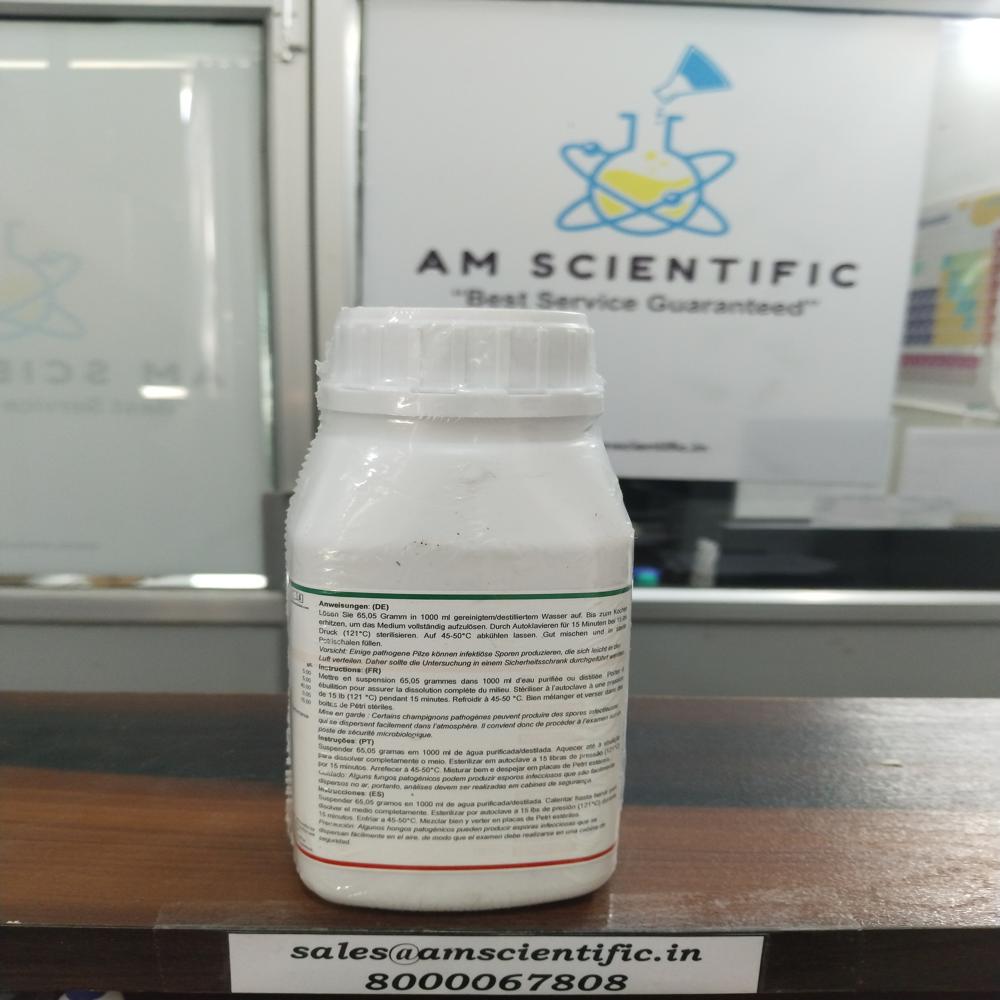 AM SCIENTIFIC
"Best Service Guaranteed"
scientific.in
Anweisungen: (DE)
Lösen Sie 65,05 Gramm in 1000 ml gereinigtem/destilliertem Wasser auf. Bis zum Kochen
erhitzen, um das Medium vollständig aufzulösen. Durch Autoklavieren für 15 Minuten bei
Druck (121°C) sterilisieren. Auf 45-50°C abkühlen lassen. Gut mischen und in
Petrischalen füllen.
Vorsicht: Einige pathogene Pilze können infektiöse Sporen produzieren, die sich leicht in der
Luft verteilen. Daher sollte die Untersuchung in einem Sicherheitsschrank durchgeführt werden.
Instructions: (FR)
Mettre en suspension 65,05 grammes dans 1000 ml d'eau purifiée ou distillée. Porter à
ébullition pour assurer la dissolution complète du milieu. Stériliser à l'autoclave à une pression
de 15 lb (121 °C) pendant 15 minutes. Refroidir à 45-50 °C. Bien mélanger et verser dans des
boîtes de Pétri stériles.
Mise en garde : Certains champignons pathogènes peuvent produire des spores infectieuses
qui se dispersent facilement dans l'atmosphère. Il convient donc de procéder à l'examen sur un
poste de sécurité microbiologique.
Instruções: (PT)
Suspender 65,05 gramas em 1000 ml de água purificada/destilada. Aquecer até à ebulição
para dissolver completamente o meio. Esterilizar em autoclave a 15 libras de pressão (121°C)
por 15 minutos. Arrefecer à 45-50°C. Misturar bem e despejar em placas de Petri estéreis.
Cuidado: Alguns fungos patogénicos podem produzir esporos infecciosos que são facilmente
dispersos no ar, portanto, análises devem ser realizadas em cabines de segurança.
Instrucciones: (ES)
Suspender 65,05 gramos en 1000 ml de agua purificada/destilada. Calentar hasta hervir para
disolver el medio completamente. Esterilizar por autoclave a 15 lbs de presión (121°C) durante
15 minutos. Enfriar a 45-50°C. Mezclar bien y verter en placas de Petri estériles.
Precaución: Algunos hongos patogénicos pueden producir esporas infecciosas que se
dispersan fácilmente en el aire, de modo que el examen debe realizarse en una cabina de
seguridad.
sales@amscientific.in
8000067808